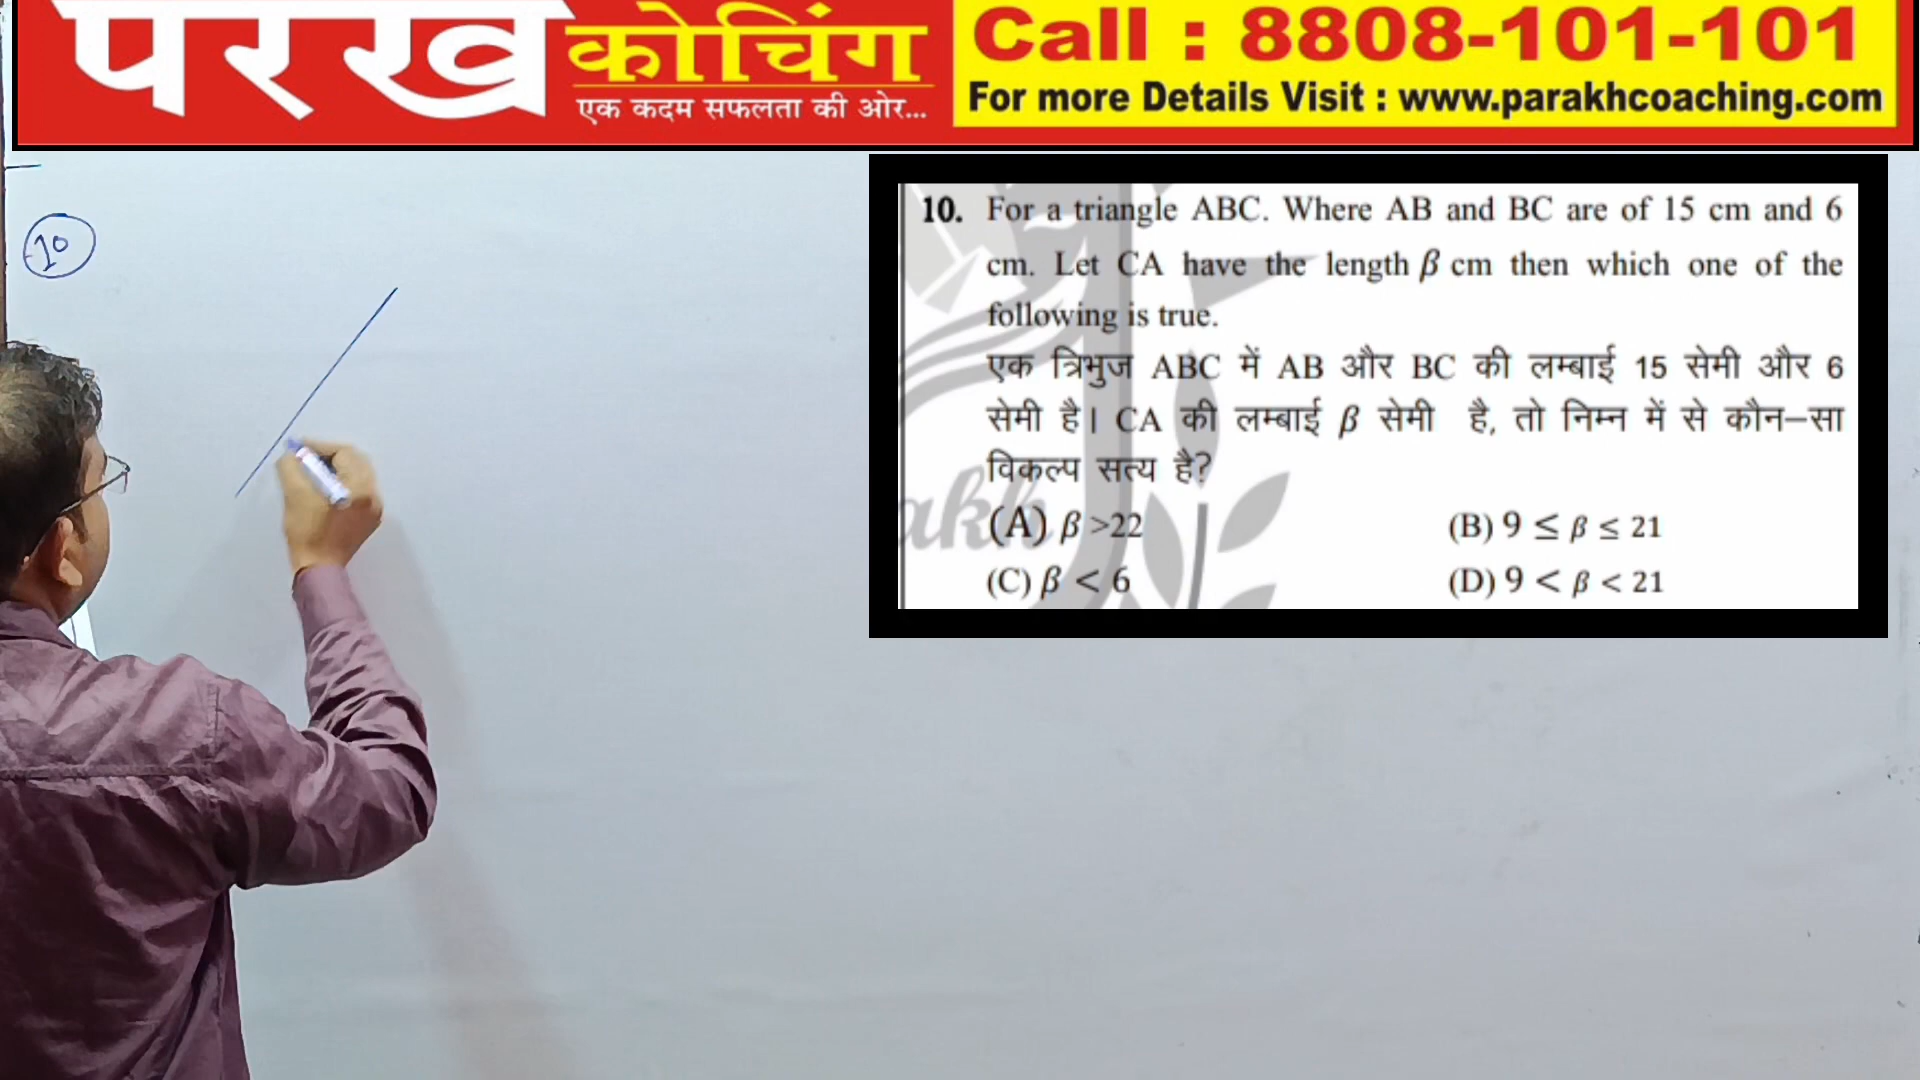 परख कोचिंग
एक कदम सफलता की ओर...
Call : 8808-101-101
For more Details Visit : www.parakhcoaching.com
10
10. For a triangle ABC. Where AB and BC are of 15 cm and 6
cm. Let CA have the length β cm then which one of the
following is true.
एक त्रिभुज ABC में AB और BC की लम्बाई 15 सेमी और 6
सेमी है। CA की लम्बाई β सेमी है, तो निम्न में से कौन–सा
विकल्प सत्य है?
(A) β >22 (B) 9 ≤ β ≤ 21
(C) β < 6 (D) 9 < β < 21